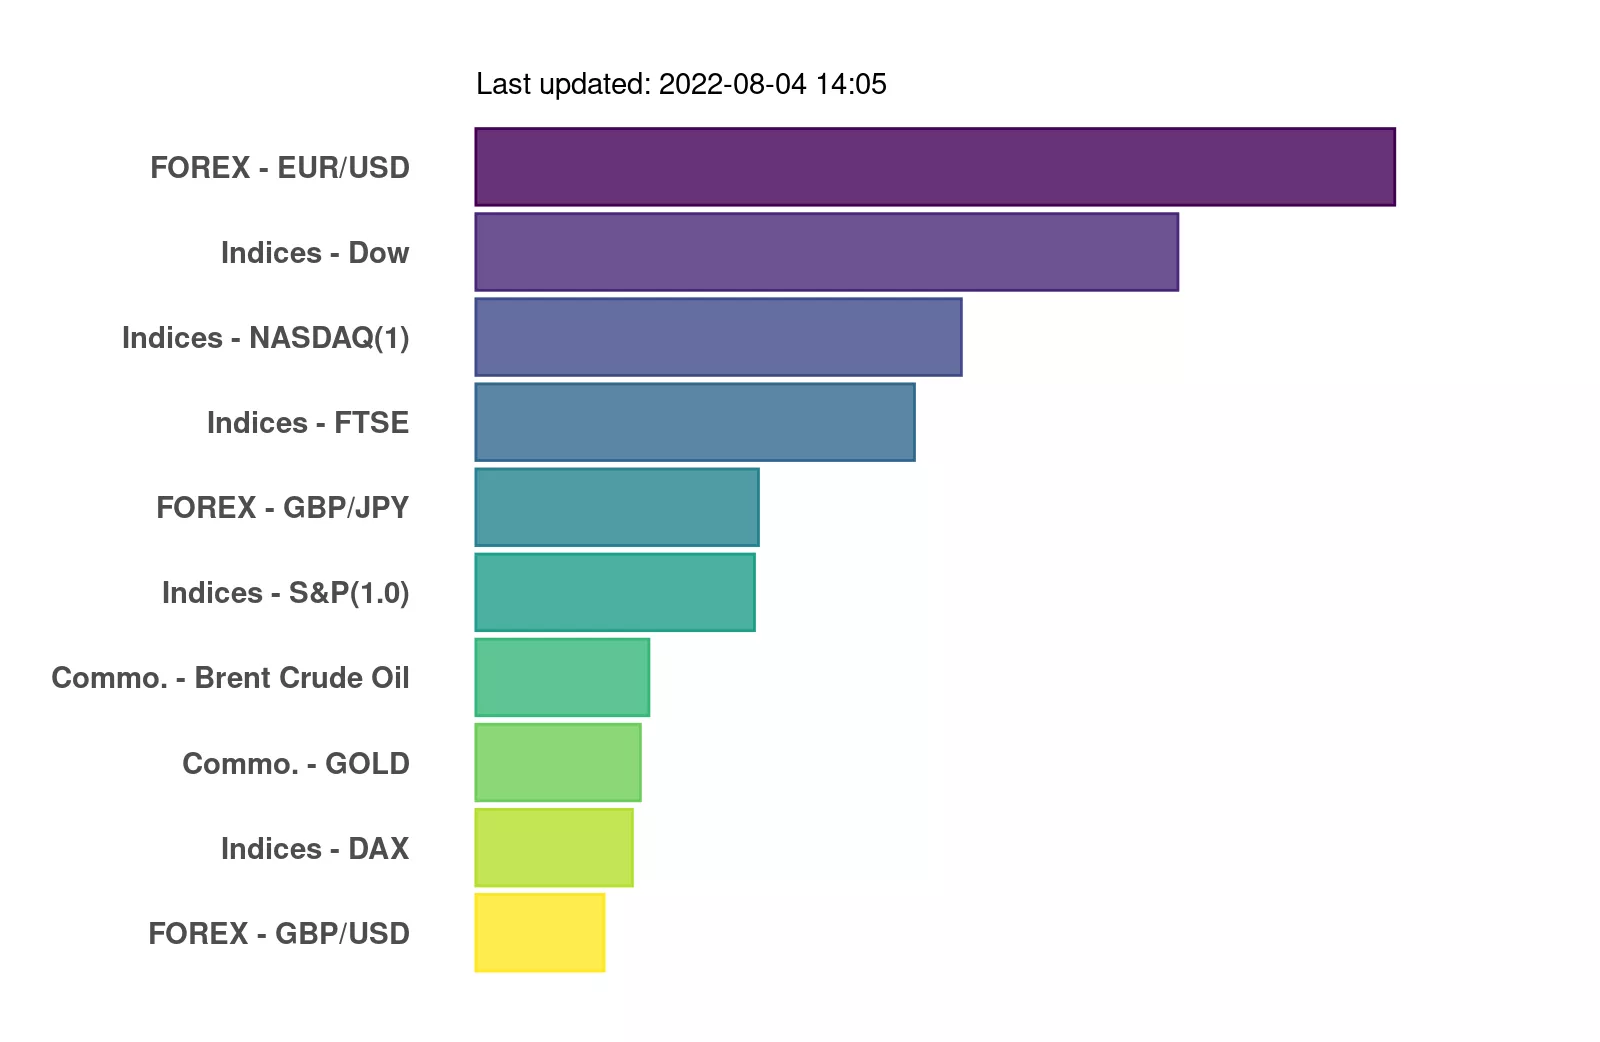 Last updated: 2022-08-04 14:05
FOREX - EUR/USD
Indices - Dow
Indices - NASDAQ(1)
Indices - FTSE
FOREX - GBP/JPY
Indices - S&P(1.0)
Commo. - Brent Crude Oil
Commo. - GOLD
Indices - DAX
FOREX - GBP/USD